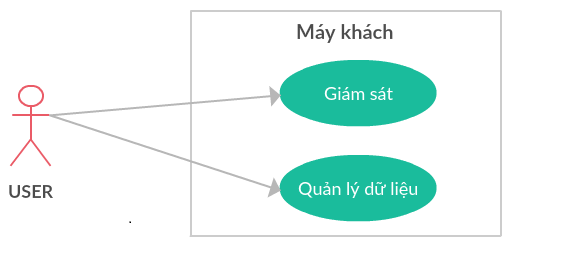 Máy khách
Giám sát
Quản lý dữ liệu
USER
.